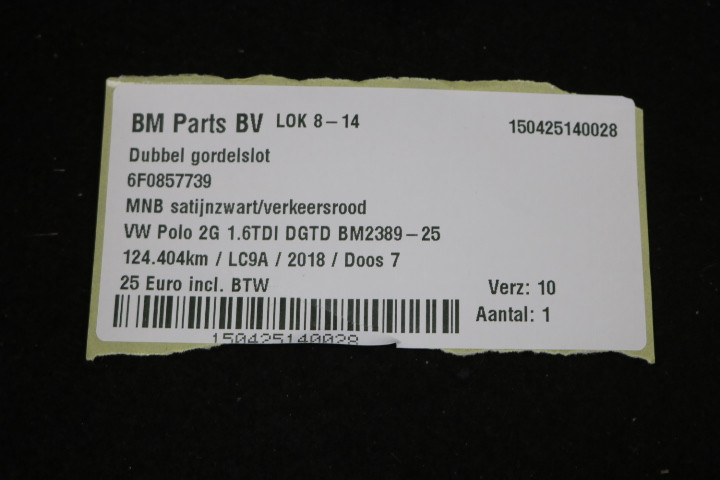 BM Parts BV LOK 8-14 150425140028
Dubbel gordelslot
6F0857739
MNB satijnzwart/verkeersrood
VW Polo 2G 1.6TDI DGTD BM2389-25
124.404km / LC9A / 2018 / Doos 7
25 Euro incl. BTW Verz: 10
Aantal: 1
150425140028